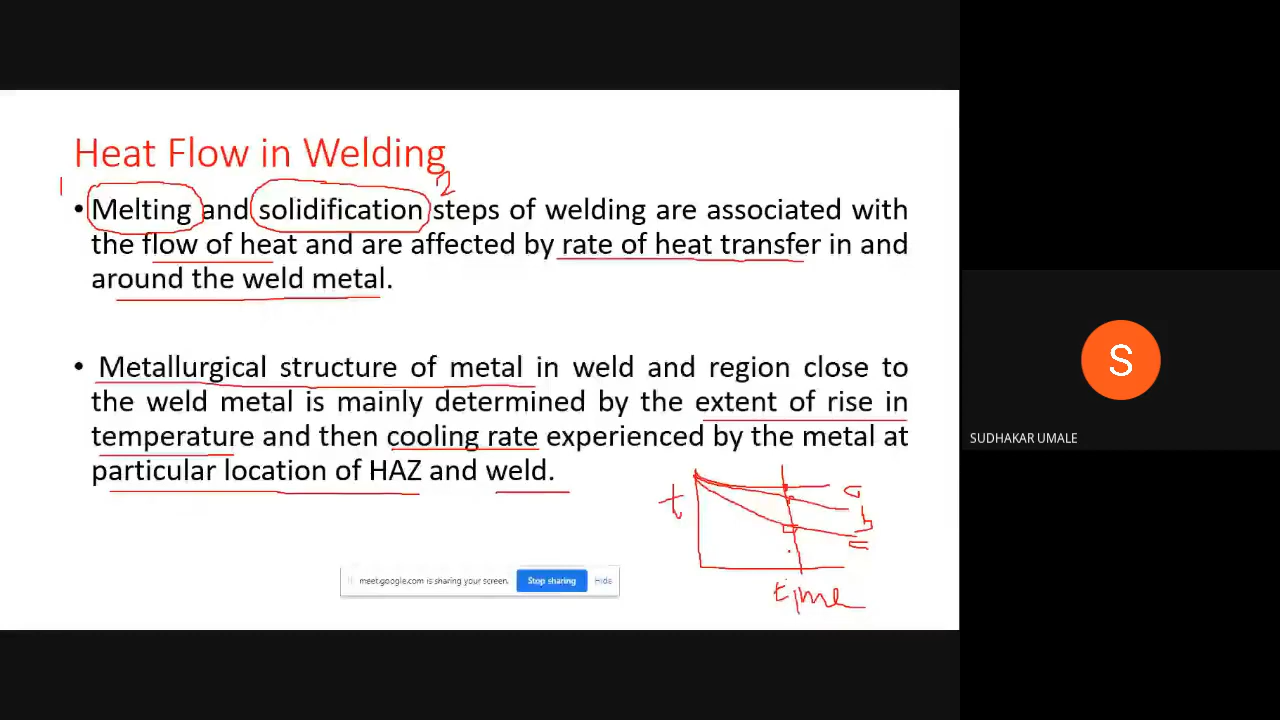 Heat Flow in Welding
1
2
• Melting and solidification steps of welding are associated with
the flow of heat and are affected by rate of heat transfer in and
around the weld metal.
• Metallurgical structure of metal in weld and region close to
the weld metal is mainly determined by the extent of rise in
temperature and then cooling rate experienced by the metal at
particular location of HAZ and weld.
t
b
time
meet.google.com is sharing your screen. Stop sharing Hide
S
SUDHAKAR UMALE